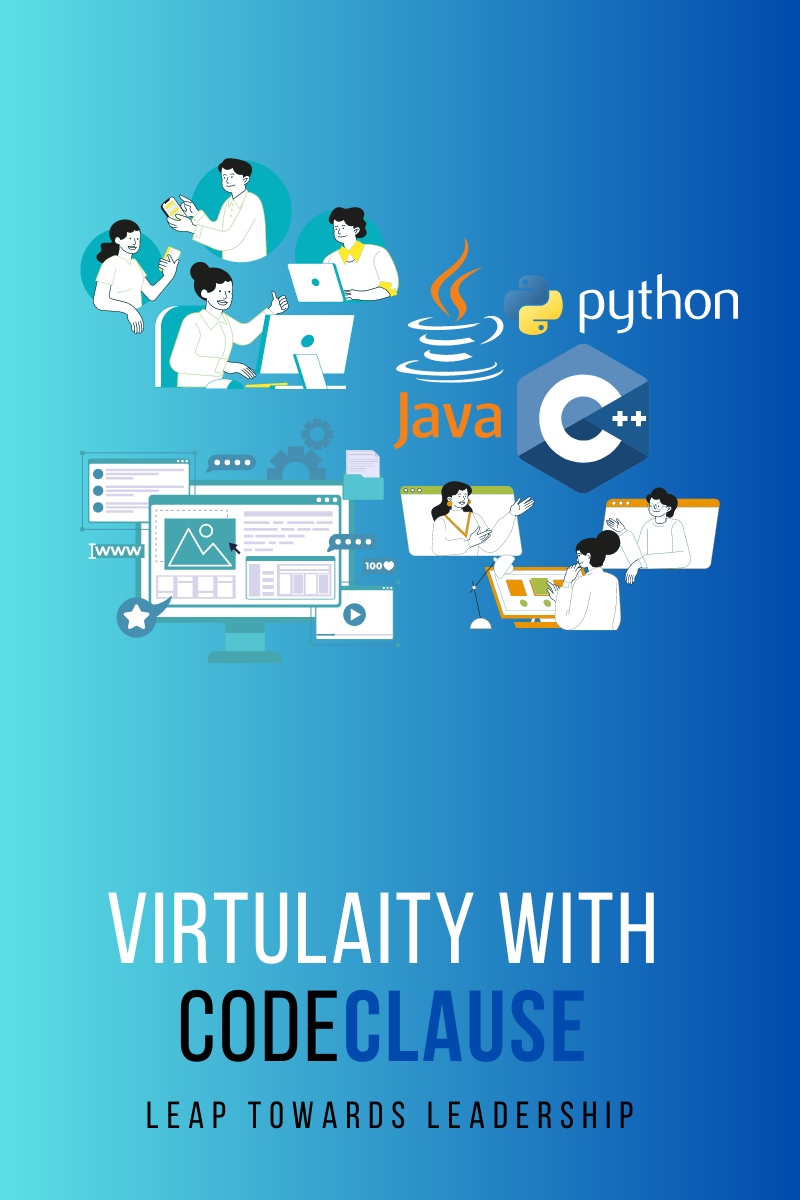 python
Java
C++
WWW
100
VIRTULAITY WITH
CODECLAUSE
LEAP TOWARDS LEADERSHIP